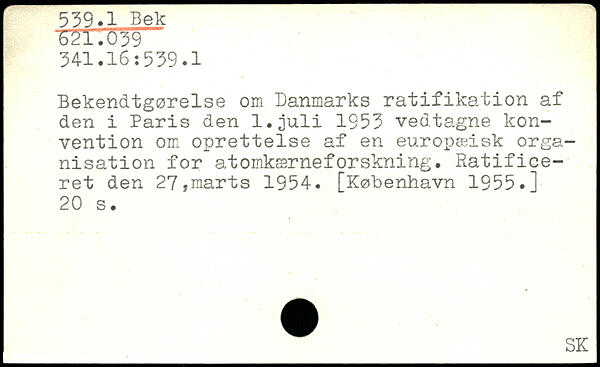 539.1 Bek
621.039
341.16:539.1
Bekendtgørelse om Danmarks ratifikation af
den i Paris den 1.juli 1953 vedtagne kon-
vention om oprettelse af en europæisk orga-
nisation for atomkærneforskning. Ratifice-
ret den 27,marts 1954. [København 1955.]
20 s.
SK